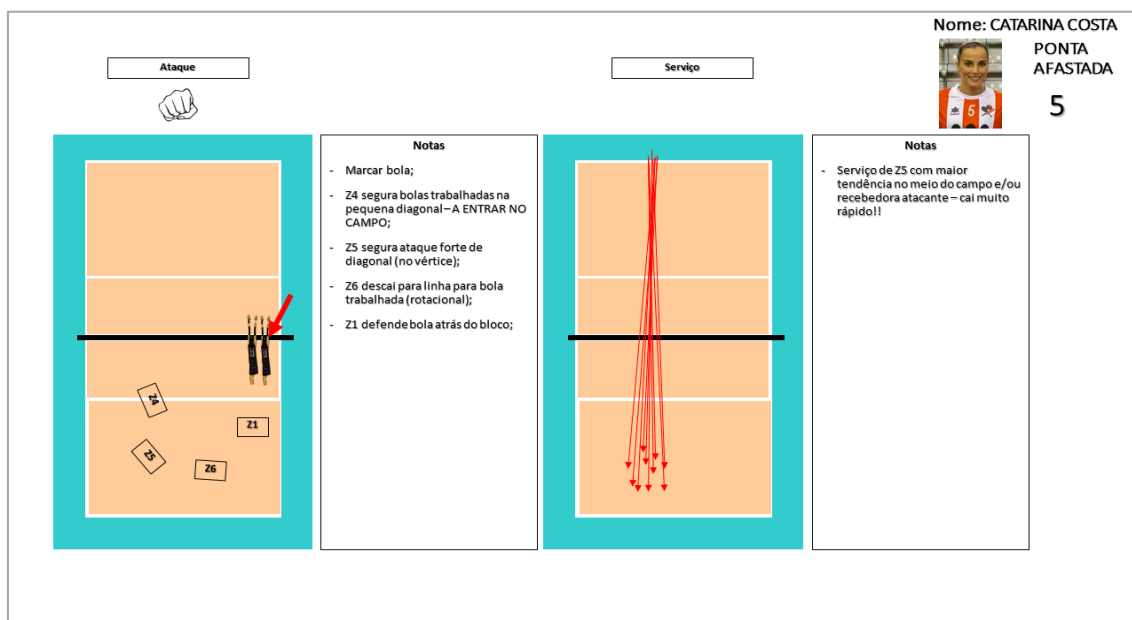 Nome: CATARINA COSTA
PONTA
AFASTADA
5
5
Ataque
Serviço
Notas
- Marcar bola;
- Z4 segura bolas trabalhadas na
pequena diagonal – A ENTRAR NO
CAMPO;
- Z5 segura ataque forte de
diagonal (no vértice);
- Z6 descai para linha para bola
trabalhada (rotacional);
- Z1 defende bola atrás do bloco;
Z4
Z1
Z5
Z6
Notas
- Serviço de Z5 com maior
tendência no meio do campo e/ou
recebedora atacante – cai muito
rápido!!